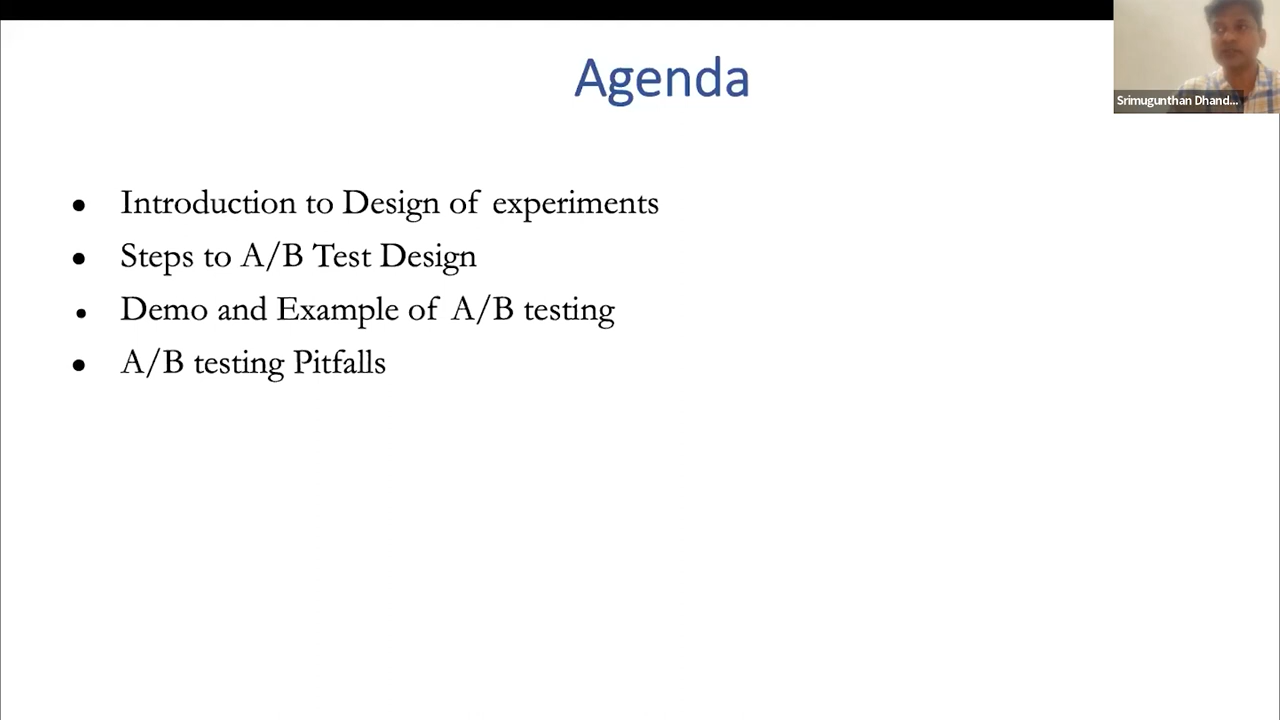 Agenda
Srimugunthan Dhand...
• Introduction to Design of experiments
• Steps to A/B Test Design
• Demo and Example of A/B testing
• A/B testing Pitfalls